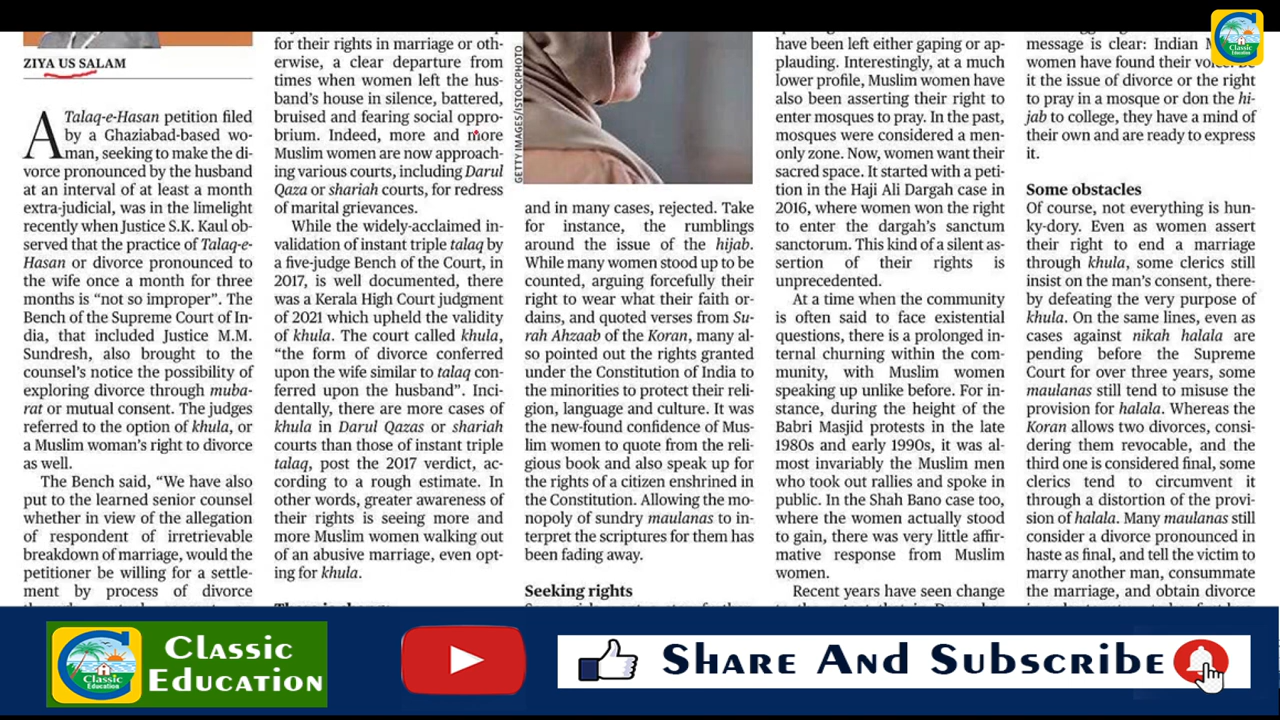 ZIYA US SALAM
A Talaq-e-Hasan petition filed
by a Ghaziabad-based wo-
man, seeking to make the di-
vorce pronounced by the husband
at an interval of at least a month
extra-judicial, was in the limelight
recently when Justice S.K. Kaul ob-
served that the practice of Talaq-e-
Hasan or divorce pronounced to
the wife once a month for three
months is “not so improper”. The
Bench of the Supreme Court of In-
dia, that included Justice M.M.
Sundresh, also brought to the
counsel’s notice the possibility of
exploring divorce through muba-
rat or mutual consent. The judges
referred to the option of khula, or
a Muslim woman’s right to divorce
as well.
The Bench said, “We have also
put to the learned senior counsel
whether in view of the allegation
of respondent of irretrievable
breakdown of marriage, would the
petitioner be willing for a settle-
ment by process of divorce
for their rights in marriage or oth-
erwise, a clear departure from
times when women left the hus-
band’s house in silence, battered,
bruised and fearing social oppro-
brium. Indeed, more and more
Muslim women are now approach-
ing various courts, including Darul
Qaza or shariah courts, for redress
of marital grievances.
While the widely-acclaimed in-
validation of instant triple talaq by
a five-judge Bench of the Court, in
2017, is well documented, there
was a Kerala High Court judgment
of 2021 which upheld the validity
of khula. The court called khula,
“the form of divorce conferred
upon the wife similar to talaq con-
ferred upon the husband”. Inci-
dentally, there are more cases of
khula in Darul Qazas or shariah
courts than those of instant triple
talaq, post the 2017 verdict, ac-
cording to a rough estimate. In
other words, greater awareness of
their rights is seeing more and
more Muslim women walking out
of an abusive marriage, even opt-
ing for khula.
GETTY IMAGES/ISTOCKPHOTO
and in many cases, rejected. Take
for instance, the rumblings
around the issue of the hijab.
While many women stood up to be
counted, arguing forcefully their
right to wear what their faith or-
dains, and quoted verses from Su-
rah Ahzaab of the Koran, many al-
so pointed out the rights granted
under the Constitution of India to
the minorities to protect their reli-
gion, language and culture. It was
the new-found confidence of Mus-
lim women to quote from the reli-
gious book and also speak up for
the rights of a citizen enshrined in
the Constitution. Allowing the mo-
nopoly of sundry maulanas to in-
terpret the scriptures for them has
been fading away.
Seeking rights
have been left either gaping or ap-
plauding. Interestingly, at a much
lower profile, Muslim women have
also been asserting their right to
enter mosques to pray. In the past,
mosques were considered a men-
only zone. Now, women want their
sacred space. It started with a peti-
tion in the Haji Ali Dargah case in
2016, where women won the right
to enter the dargah’s sanctum
sanctorum. This kind of a silent as-
sertion of their rights is
unprecedented.
At a time when the community
is often said to face existential
questions, there is a prolonged in-
ternal churning within the com-
munity, with Muslim women
speaking up unlike before. For in-
stance, during the height of the
Babri Masjid protests in the late
1980s and early 1990s, it was al-
most invariably the Muslim men
who took out rallies and spoke in
public. In the Shah Bano case too,
where the women actually stood
to gain, there was very little affir-
mative response from Muslim
women.
Recent years have seen change
message is clear: Indian
women have found their
it the issue of divorce or the right
to pray in a mosque or don the hi-
jab to college, they have a mind of
their own and are ready to express
it.
Some obstacles
Of course, not everything is hun-
ky-dory. Even as women assert
their right to end a marriage
through khula, some clerics still
insist on the man’s consent, there-
by defeating the very purpose of
khula. On the same lines, even as
cases against nikah halala are
pending before the Supreme
Court for over three years, some
maulanas still tend to misuse the
provision for halala. Whereas the
Koran allows two divorces, consi-
dering them revocable, and the
third one is considered final, some
clerics tend to circumvent it
through a distortion of the provi-
sion of halala. Many maulanas still
consider a divorce pronounced in
haste as final, and tell the victim to
marry another man, consummate
the marriage, and obtain divorce
Classic
Education
Classic
Education
Classic
Education
Share And Subscribe